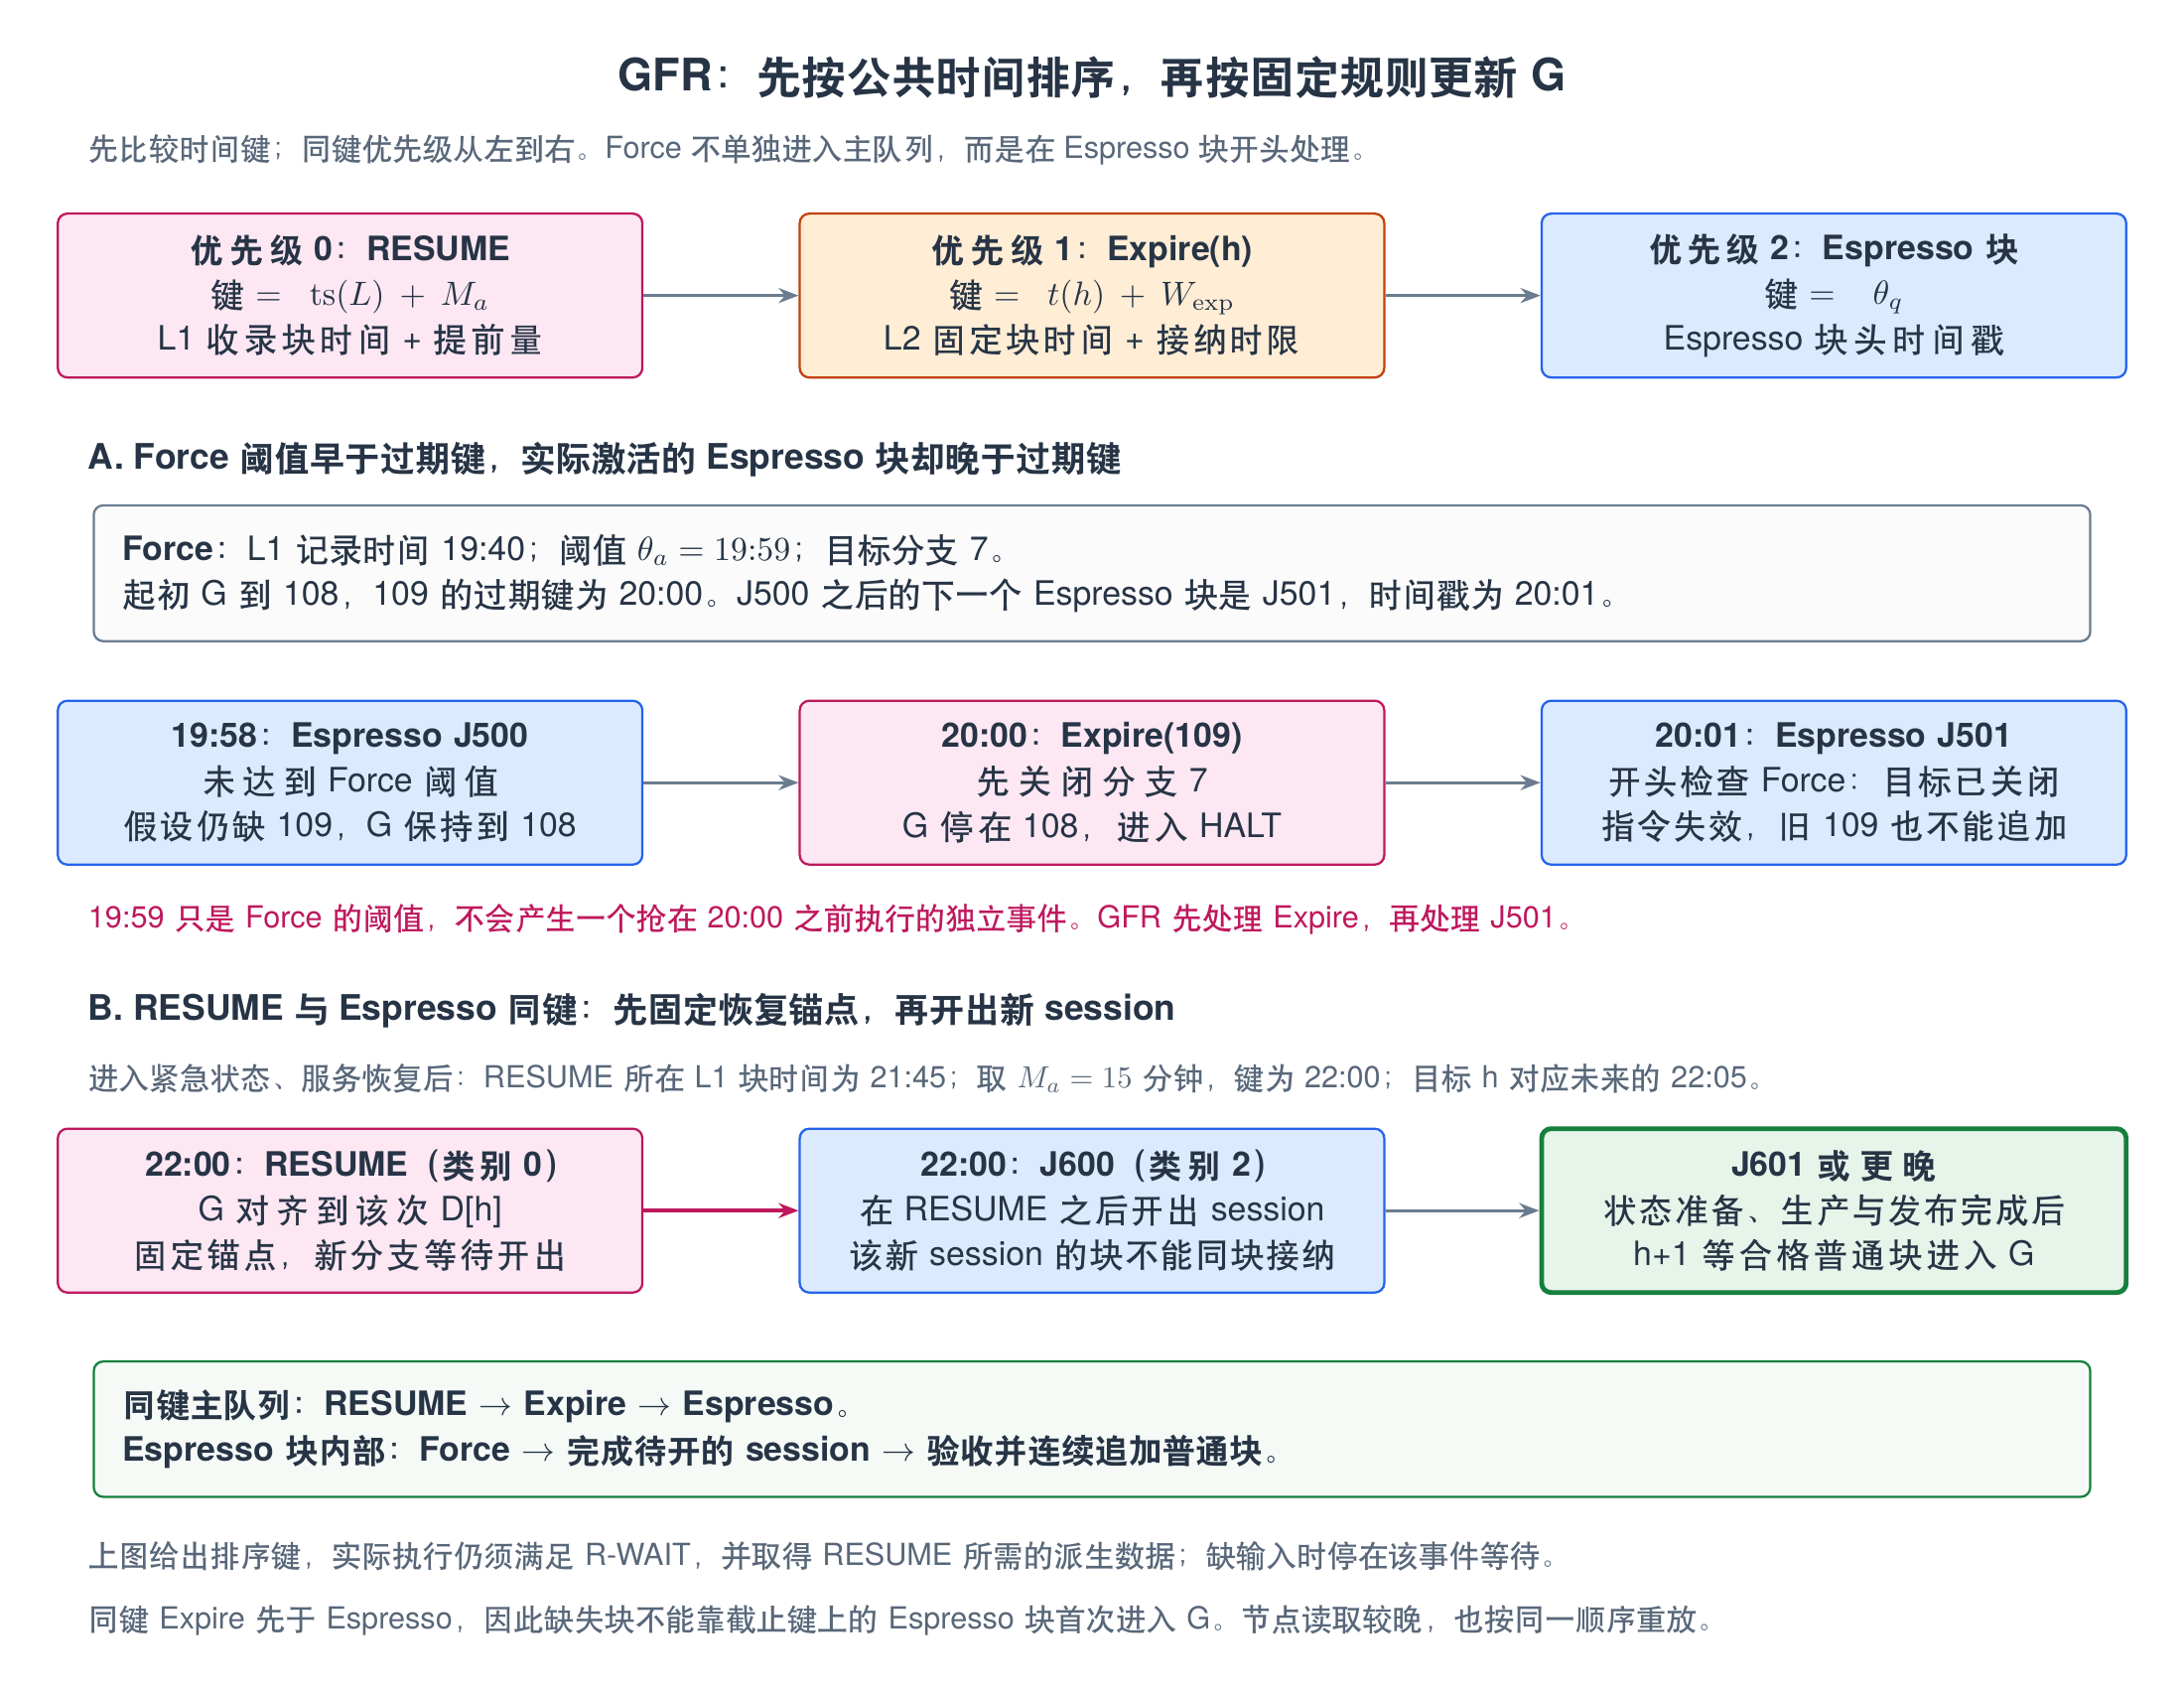 GFR：先按公共时间排序，再按固定规则更新 G
先比较时间键；同键优先级从左到右。Force 不单独进入主队列，而是在 Espresso 块开头处理。
优先级 0：RESUME
键 = ts(L) + M_a
L1 收录块时间 + 提前量
优先级 1：Expire(h)
键 = t(h) + W_exp
L2 固定块时间 + 接纳时限
优先级 2：Espresso 块
键 = θ_q
Espresso 块头时间戳
A. Force 阈值早于过期键，实际激活的 Espresso 块却晚于过期键
Force：L1 记录时间 19:40；阈值 θ_a = 19:59；目标分支 7。
起初 G 到 108，109 的过期键为 20:00。J500 之后的下一个 Espresso 块是 J501，时间戳为 20:01。
19:58：Espresso J500
未达到 Force 阈值
假设仍缺 109，G 保持到 108
20:00：Expire(109)
先关闭分支 7
G 停在 108，进入 HALT
20:01：Espresso J501
开头检查 Force：目标已关闭
指令失效，旧 109 也不能追加
19:59 只是 Force 的阈值，不会产生一个抢在 20:00 之前执行的独立事件。GFR 先处理 Expire，再处理 J501。
B. RESUME 与 Espresso 同键：先固定恢复锚点，再开出新 session
进入紧急状态、服务恢复后：RESUME 所在 L1 块时间为 21:45；取 M_a = 15 分钟，键为 22:00；目标 h 对应未来的 22:05。
22:00：RESUME（类别 0）
G 对齐到该次 D[h]
固定锚点，新分支等待开出
22:00：J600（类别 2）
在 RESUME 之后开出 session
该新 session 的块不能同块接纳
J601 或更晚
状态准备、生产与发布完成后
h+1 等合格普通块进入 G
同键主队列：RESUME → Expire → Espresso。
Espresso 块内部：Force → 完成待开的 session → 验收并连续追加普通块。
上图给出排序键，实际执行仍须满足 R-WAIT，并取得 RESUME 所需的派生数据；缺输入时停在该事件等待。
同键 Expire 先于 Espresso，因此缺失块不能靠截止键上的 Espresso 块首次进入 G。节点读取较晚，也按同一顺序重放。